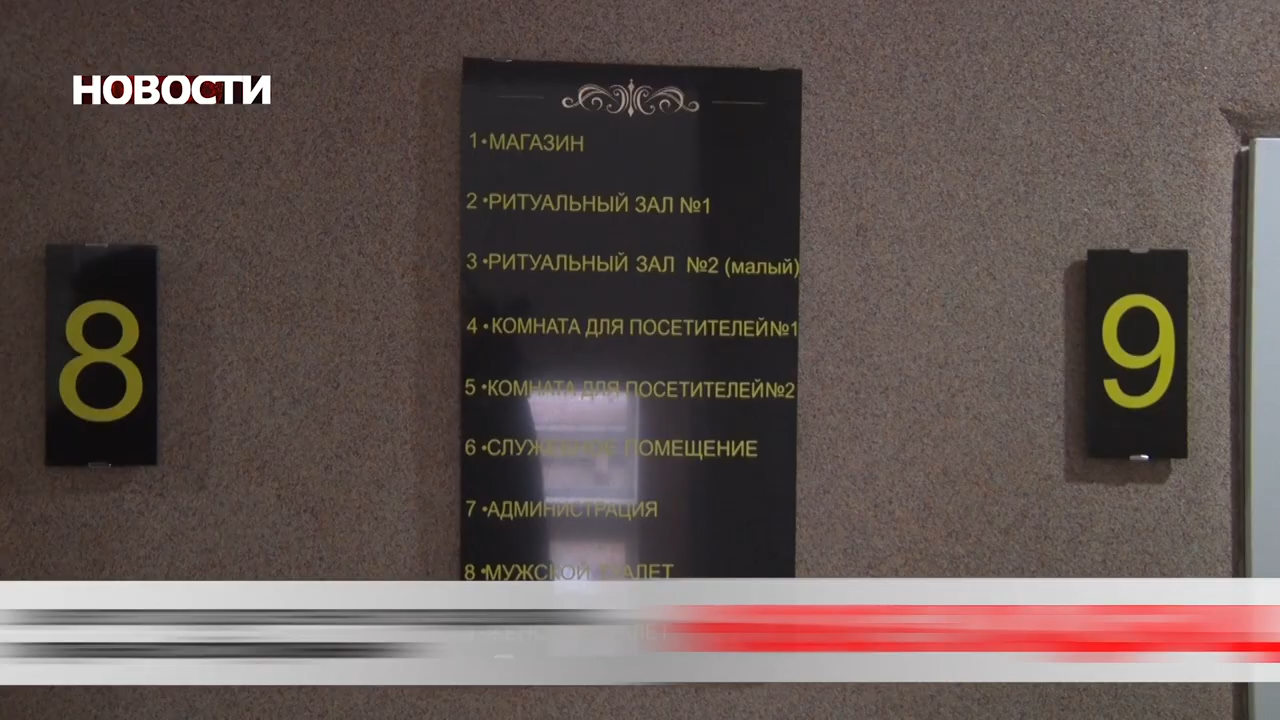 НОВОСТИ
1•МАГАЗИН
2 •РИТУАЛЬНЫЙ ЗАЛ №1
3 •РИТУАЛЬНЫЙ ЗАЛ №2 (малый)
4 •КОМНАТА ДЛЯ ПОСЕТИТЕЛЕЙ№1
5 •КОМНАТА ДЛЯ ПОСЕТИТЕЛЕЙ№2
6 •СЛУЖЕБНОЕ ПОМЕЩЕНИЕ
7 •АДМИНИСТРАЦИЯ
8•МУЖСКОЙ ТУАЛЕТ
8
9